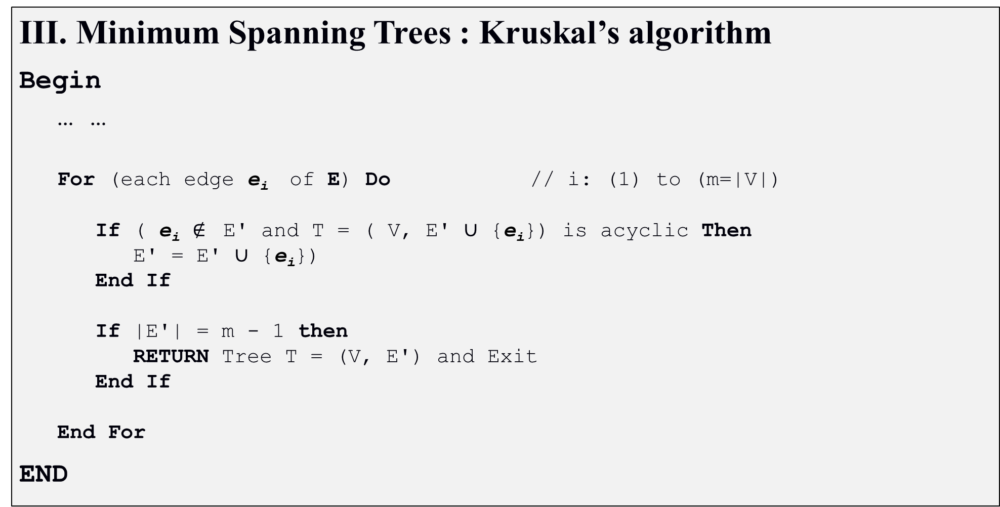 III. Minimum Spanning Trees : Kruskal’s algorithm
Begin
… …
For (each edge eᵢ of E) Do // i: (1) to (m=|V|)
If ( eᵢ ∉ E' and T = ( V, E' ∪ {eᵢ}) is acyclic Then
E' = E' ∪ {eᵢ})
End If
If |E'| = m - 1 then
RETURN Tree T = (V, E') and Exit
End If
End For
END